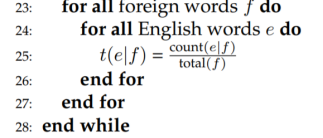 23: for all foreign words f do
24: for all English words e do
25: t(e|f) = count(e|f) / total(f)
26: end for
27: end for
28: end while